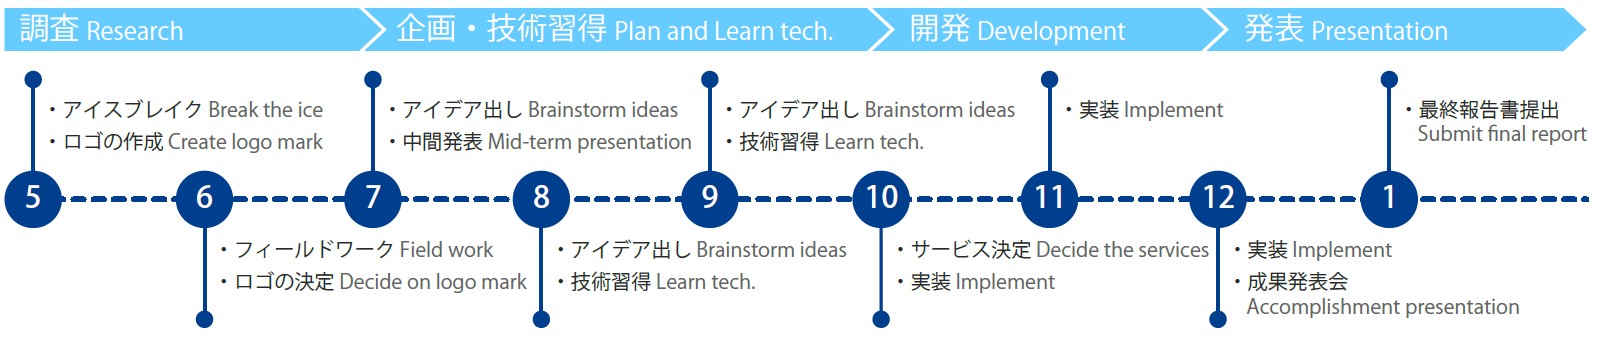 調査 Research
企画・技術習得 Plan and Learn tech.
開発 Development
発表 Presentation
・アイスブレイク Break the ice
・ロゴの作成 Create logo mark
・アイデア出し Brainstorm ideas
・中間発表 Mid-term presentation
・アイデア出し Brainstorm ideas
・技術習得 Learn tech.
・実装 Implement
・最終報告書提出
Submit final report
5
6
7
8
9
10
11
12
1
・フィールドワーク Field work
・ロゴの決定 Decide on logo mark
・アイデア出し Brainstorm ideas
・技術習得 Learn tech.
・サービス決定 Decide the services
・実装 Implement
・実装 Implement
・成果発表会
Accomplishment presentation